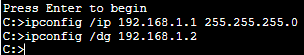 Press Enter to begin
C:>ipconfig /ip 192.168.1.1 255.255.255.0
C:>ipconfig /dg 192.168.1.2
C:>